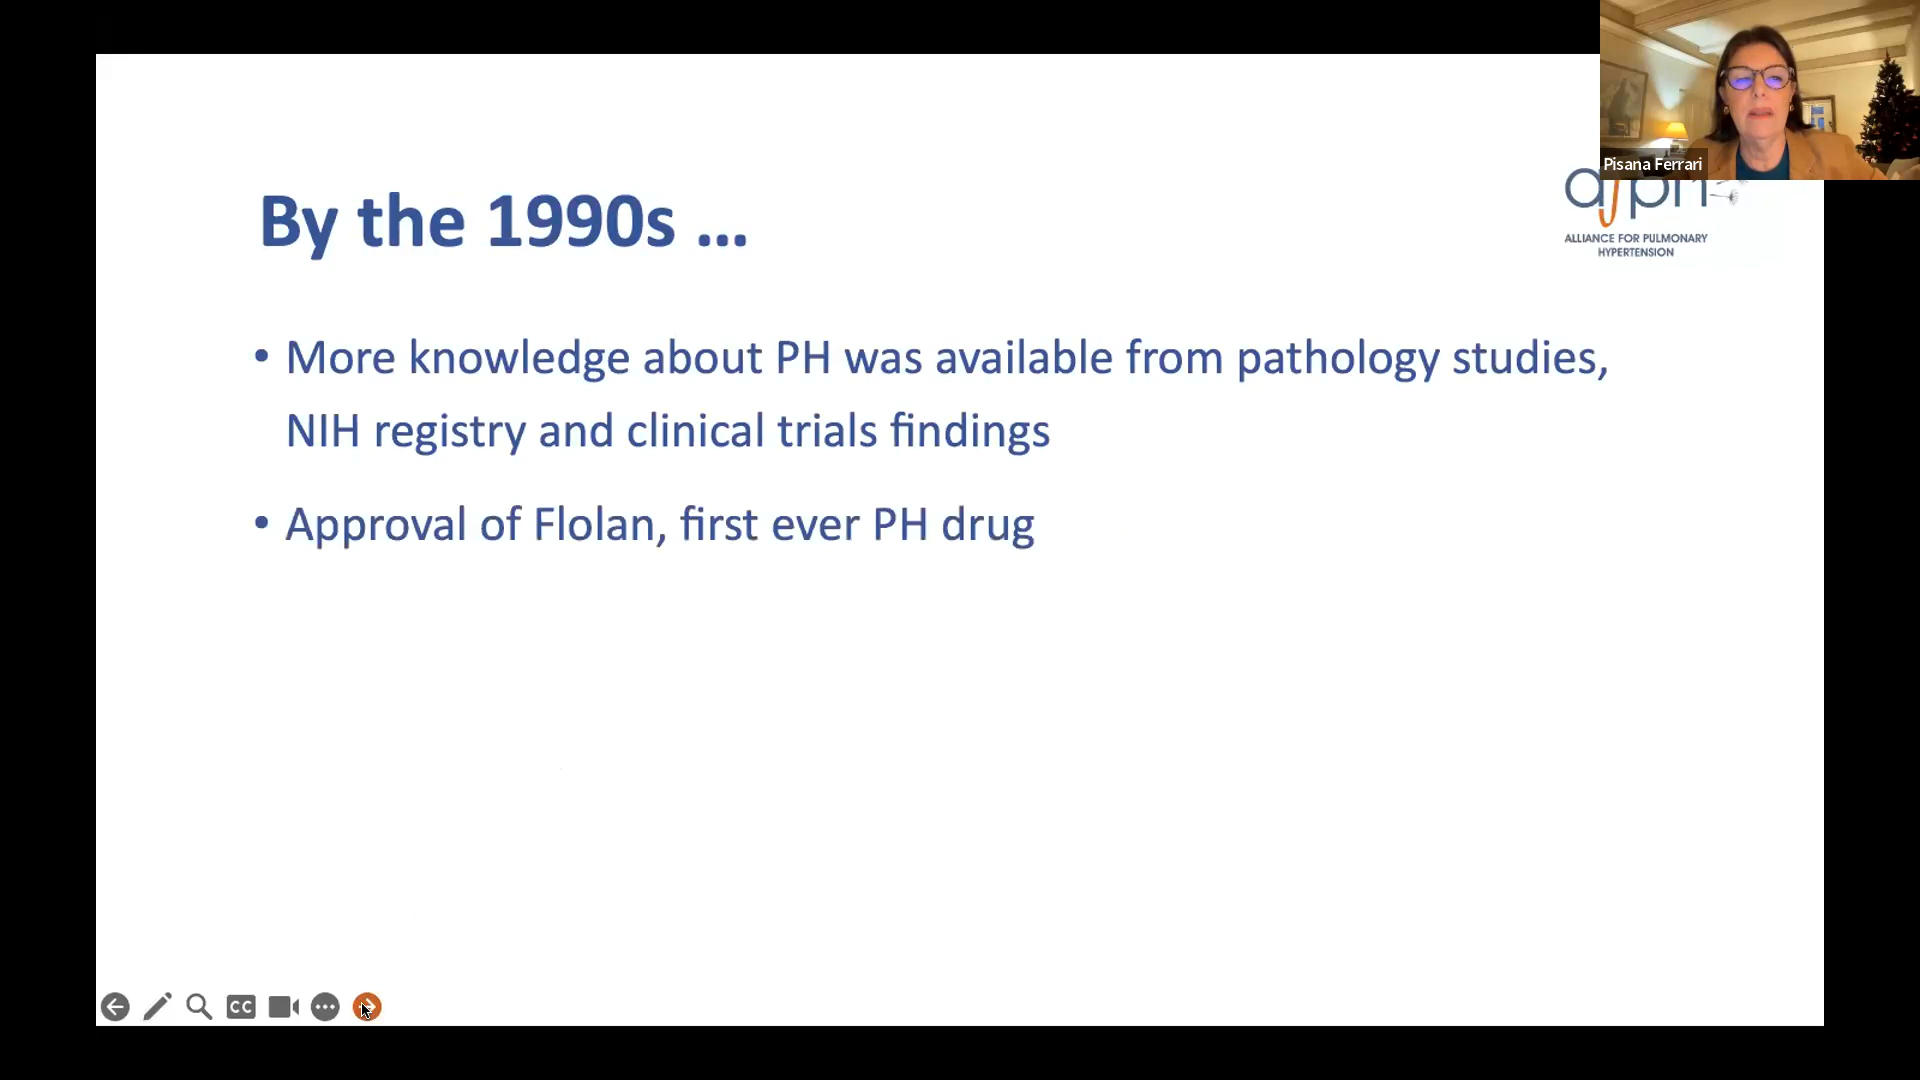 Pisana Ferrari
By the 1990s ...
ALLIANCE FOR PULMONARY
HYPERTENSION
• More knowledge about PH was available from pathology studies,
NIH registry and clinical trials findings
• Approval of Flolan, first ever PH drug
CC